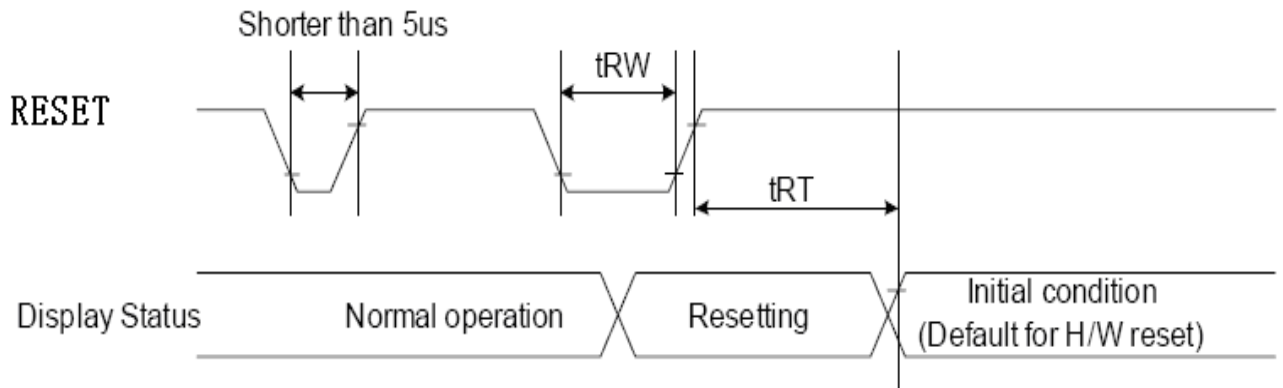 Shorter than 5us
tRW
RESET
tRT
Display Status
Normal operation
Resetting
Initial condition
(Default for H/W reset)